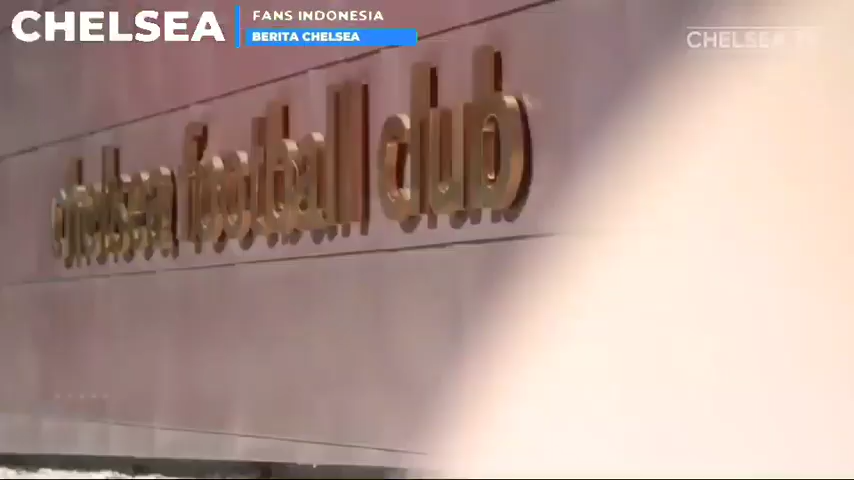 CHELSEA
FANS INDONESIA
BERITA CHELSEA
CHELSEA TV
chelsea football club